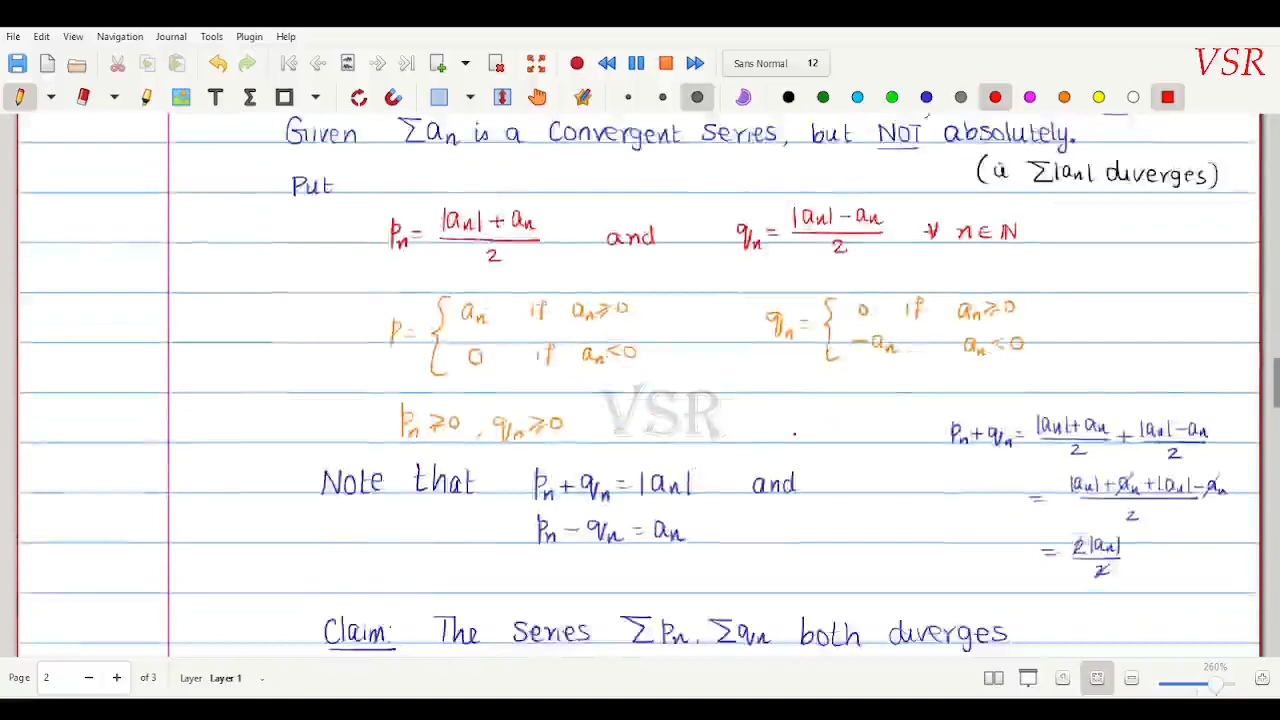 File Edit View Navigation Journal Tools Plugin Help
VSR
Sans Normal 12
Given ∑aₙ is a Convergent Series, but NOT absolutely.
(ie ∑|aₙ| diverges)
Put
pₙ = (|aₙ| + aₙ)/2 and qₙ = (|aₙ| − aₙ)/2 ∀ n ∈ ℕ
p = { aₙ if aₙ ≥ 0 qₙ = { 0 if aₙ ≥ 0
0 if aₙ < 0 −aₙ aₙ < 0
VSR
pₙ ≥ 0, qₙ ≥ 0
pₙ + qₙ = (|aₙ| + aₙ)/2 + (|aₙ| − aₙ)/2
Note that pₙ + qₙ = |aₙ| and
= (|aₙ| + aₙ + |aₙ| − aₙ)/2
pₙ − qₙ = aₙ
= 2|aₙ|/2
Claim: The Series ∑pₙ, ∑qₙ both diverges
Page 2 of 3 Layer Layer 1
260%